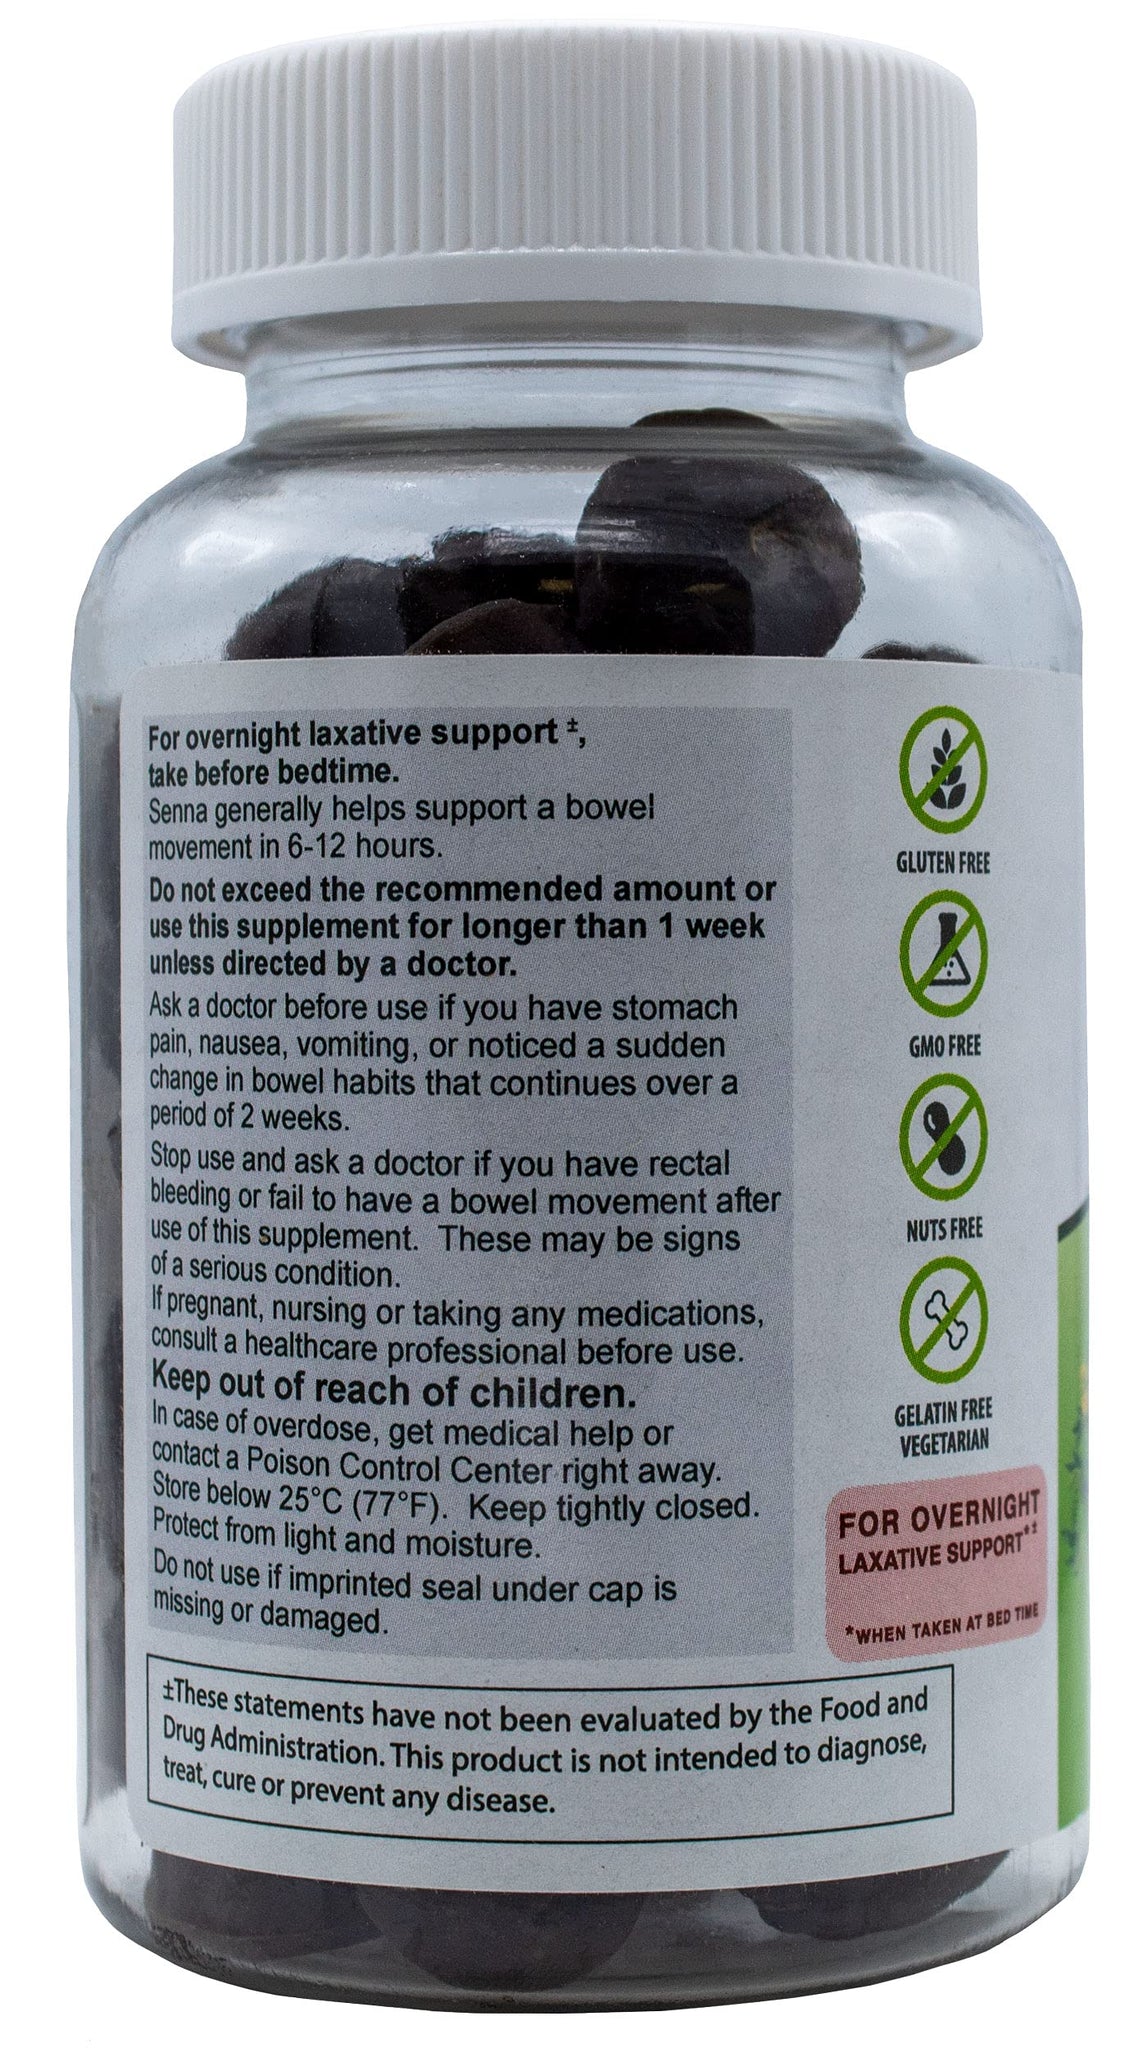 For overnight laxative support ±,
take before bedtime.
Senna generally helps support a bowel
movement in 6-12 hours.
Do not exceed the recommended amount or
use this supplement for longer than 1 week
unless directed by a doctor.
Ask a doctor before use if you have stomach
pain, nausea, vomiting, or noticed a sudden
change in bowel habits that continues over a
period of 2 weeks.
Stop use and ask a doctor if you have rectal
bleeding or fail to have a bowel movement after
use of this supplement.  These may be signs
of a serious condition.
If pregnant, nursing or taking any medications,
consult a healthcare professional before use.
Keep out of reach of children.
In case of overdose, get medical help or
contact a Poison Control Center right away.
Store below 25°C (77°F).  Keep tightly closed.
Protect from light and moisture.
Do not use if imprinted seal under cap is
missing or damaged.
±These statements have not been evaluated by the Food and
Drug Administration. This product is not intended to diagnose,
treat, cure or prevent any disease.
GLUTEN FREE
GMO FREE
NUTS FREE
GELATIN FREE
VEGETARIAN
FOR OVERNIGHT
LAXATIVE SUPPORT*±
*WHEN TAKEN AT BED TIME